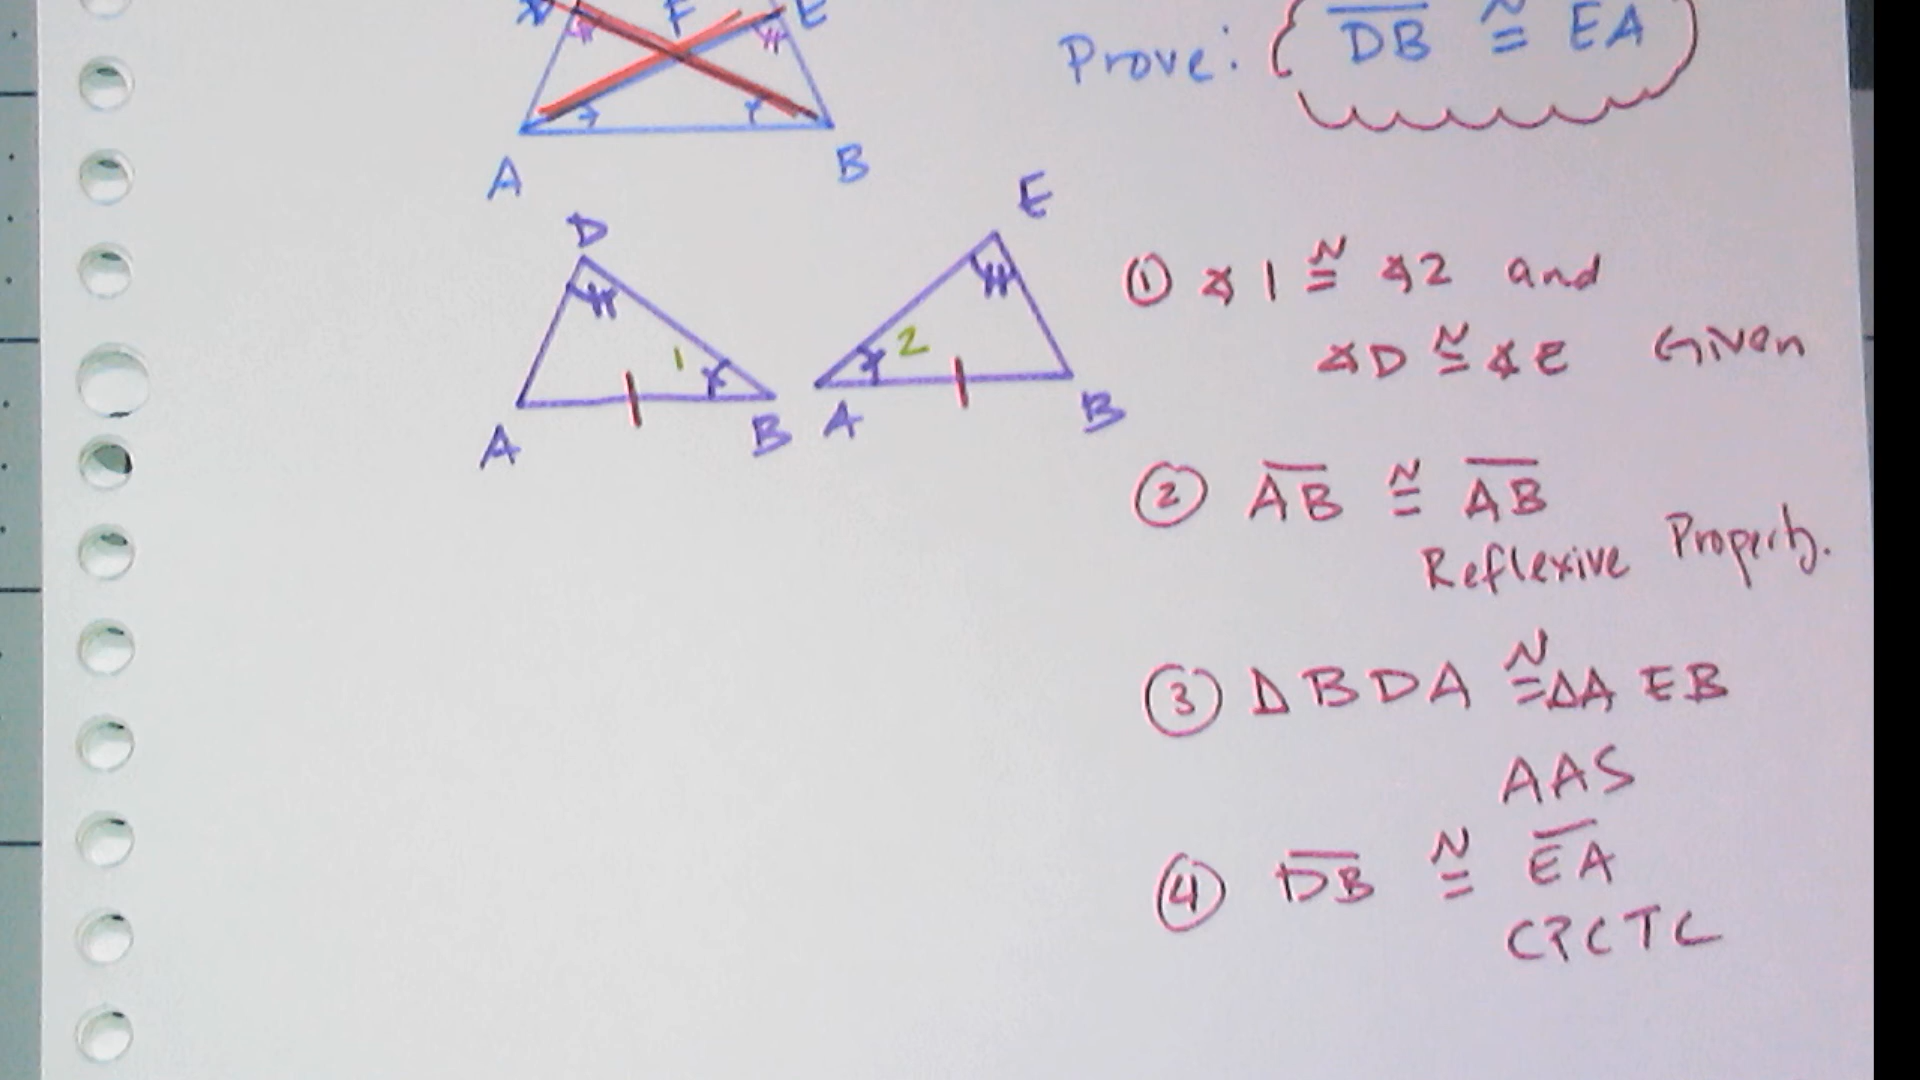 D F E
Prove: DB ≅ EA
A B
D E
1 2
A B A B
① ∡1 ≅ ∡2 and
∡D ≅ ∡E Given
② AB ≅ AB
Reflexive Property.
③ ΔBDA ≅ ΔAEB
AAS
④ DB ≅ EA
CPCTC